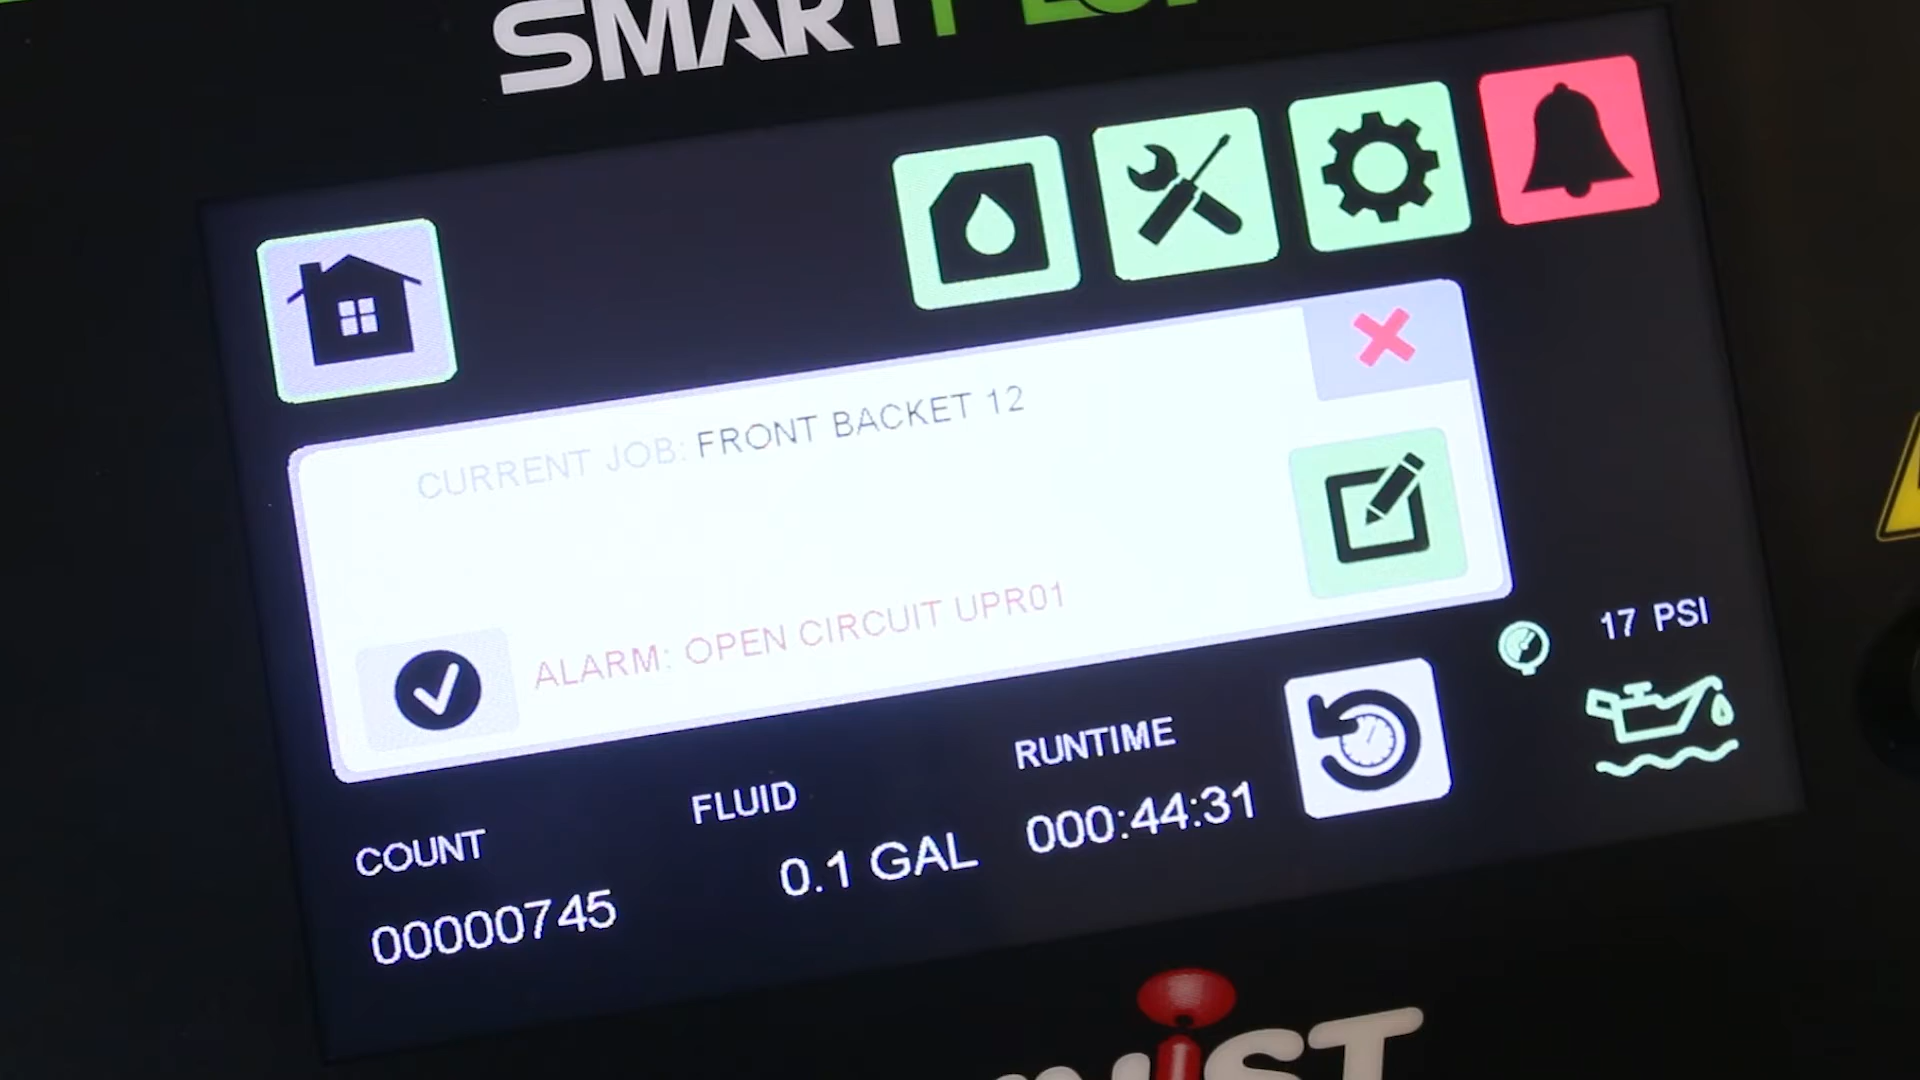 SMART
CURRENT JOB: FRONT BACKET 12
ALARM: OPEN CIRCUIT UPR01
17 PSI
COUNT
FLUID
RUNTIME
00000745
0.1 GAL
000:44:31